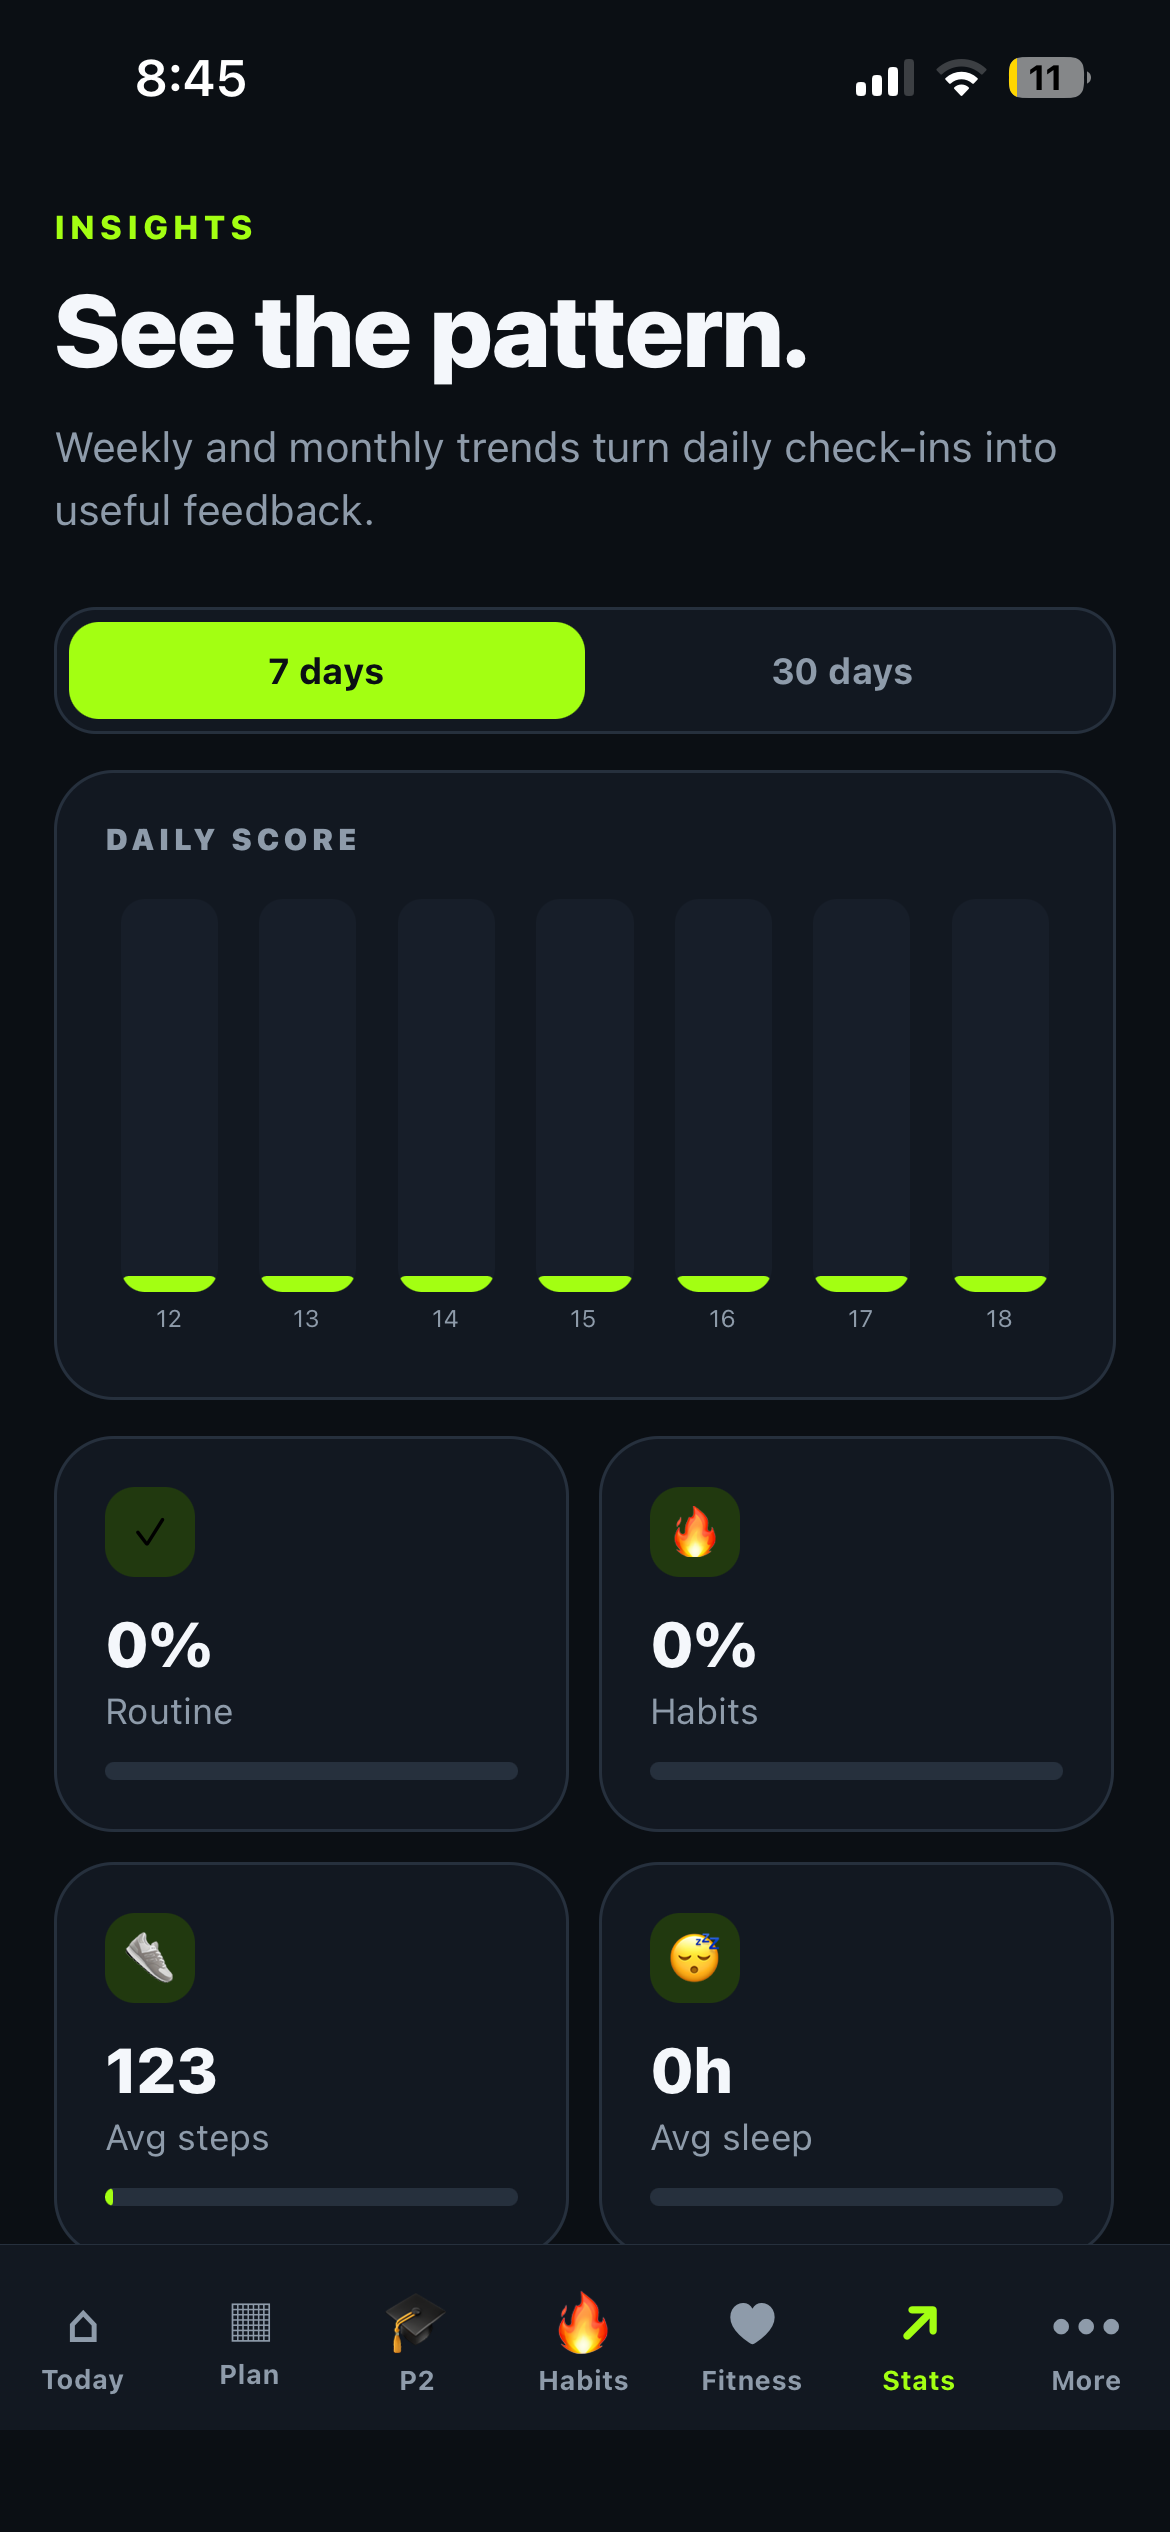 8:45
11
INSIGHTS
See the pattern.
Weekly and monthly trends turn daily check-ins into
useful feedback.
7 days
30 days
DAILY SCORE
12 13 14 15 16 17 18
0%
Routine
0%
Habits
123
Avg steps
0h
Avg sleep
Today
Plan
P2
Habits
Fitness
Stats
More